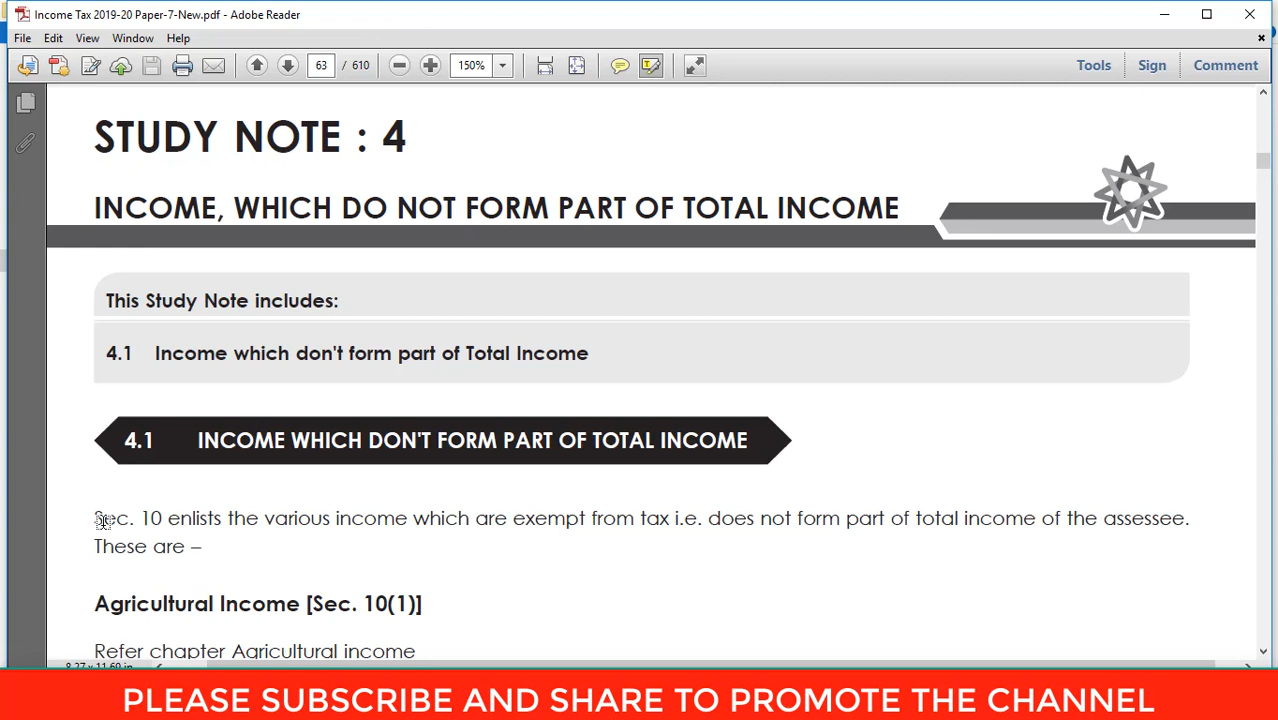 Income Tax 2019-20 Paper-7-New.pdf - Adobe Reader
File Edit View Window Help
63 / 610 150% Tools Sign Comment
STUDY NOTE : 4
INCOME, WHICH DO NOT FORM PART OF TOTAL INCOME
This Study Note includes:
4.1 Income which don't form part of Total Income
4.1 INCOME WHICH DON'T FORM PART OF TOTAL INCOME
Sec. 10 enlists the various income which are exempt from tax i.e. does not form part of total income of the assessee.
These are –
Agricultural Income [Sec. 10(1)]
Refer chapter Agricultural income
8.27 x 11.69 in
PLEASE SUBSCRIBE AND SHARE TO PROMOTE THE CHANNEL